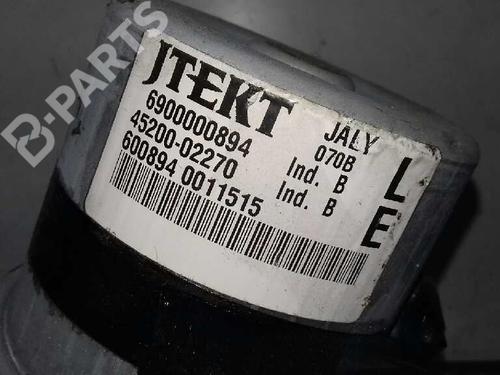 B-PARTS
JTEKT
6900000894 JALY
45200-02270 070B
600894 0011515 Ind. B
Ind. B
L
E